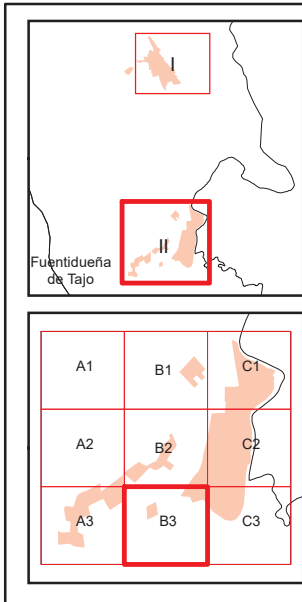 I
II
Fuentidueña
de Tajo
A1 B1 C1
A2 B2 C2
A3 B3 C3